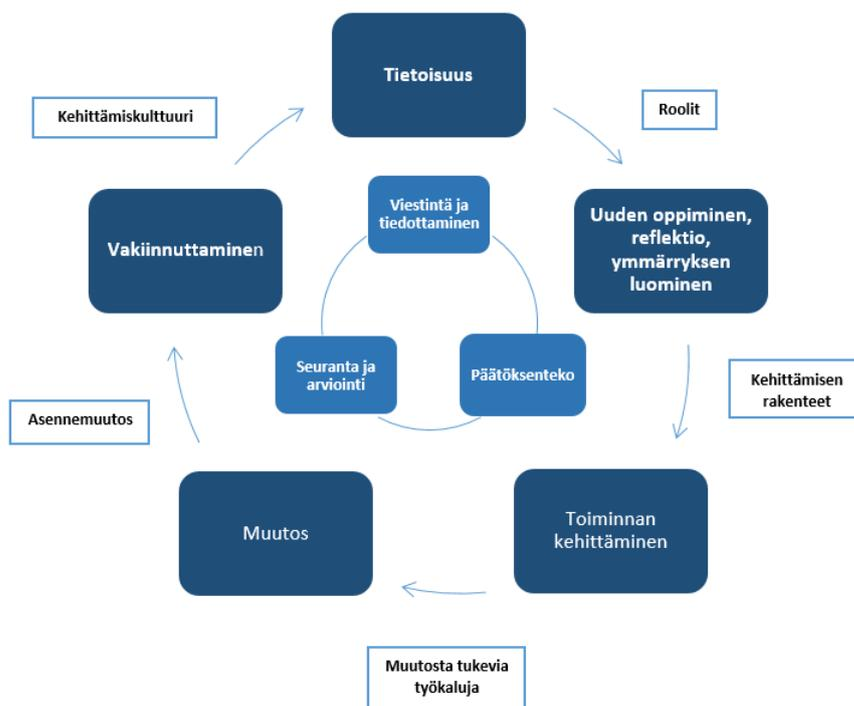 Tietoisuus
Kehittämiskulttuuri
Roolit
Viestintä ja
tiedottaminen
Uuden oppiminen,
reflektio,
ymmärryksen
luominen
Vakiinnuttaminen
Seuranta ja
arviointi
Päätöksenteko
Kehittämisen
rakenteet
Asennemuutos
Toiminnan
kehittäminen
Muutos
Muutosta tukevia
työkaluja